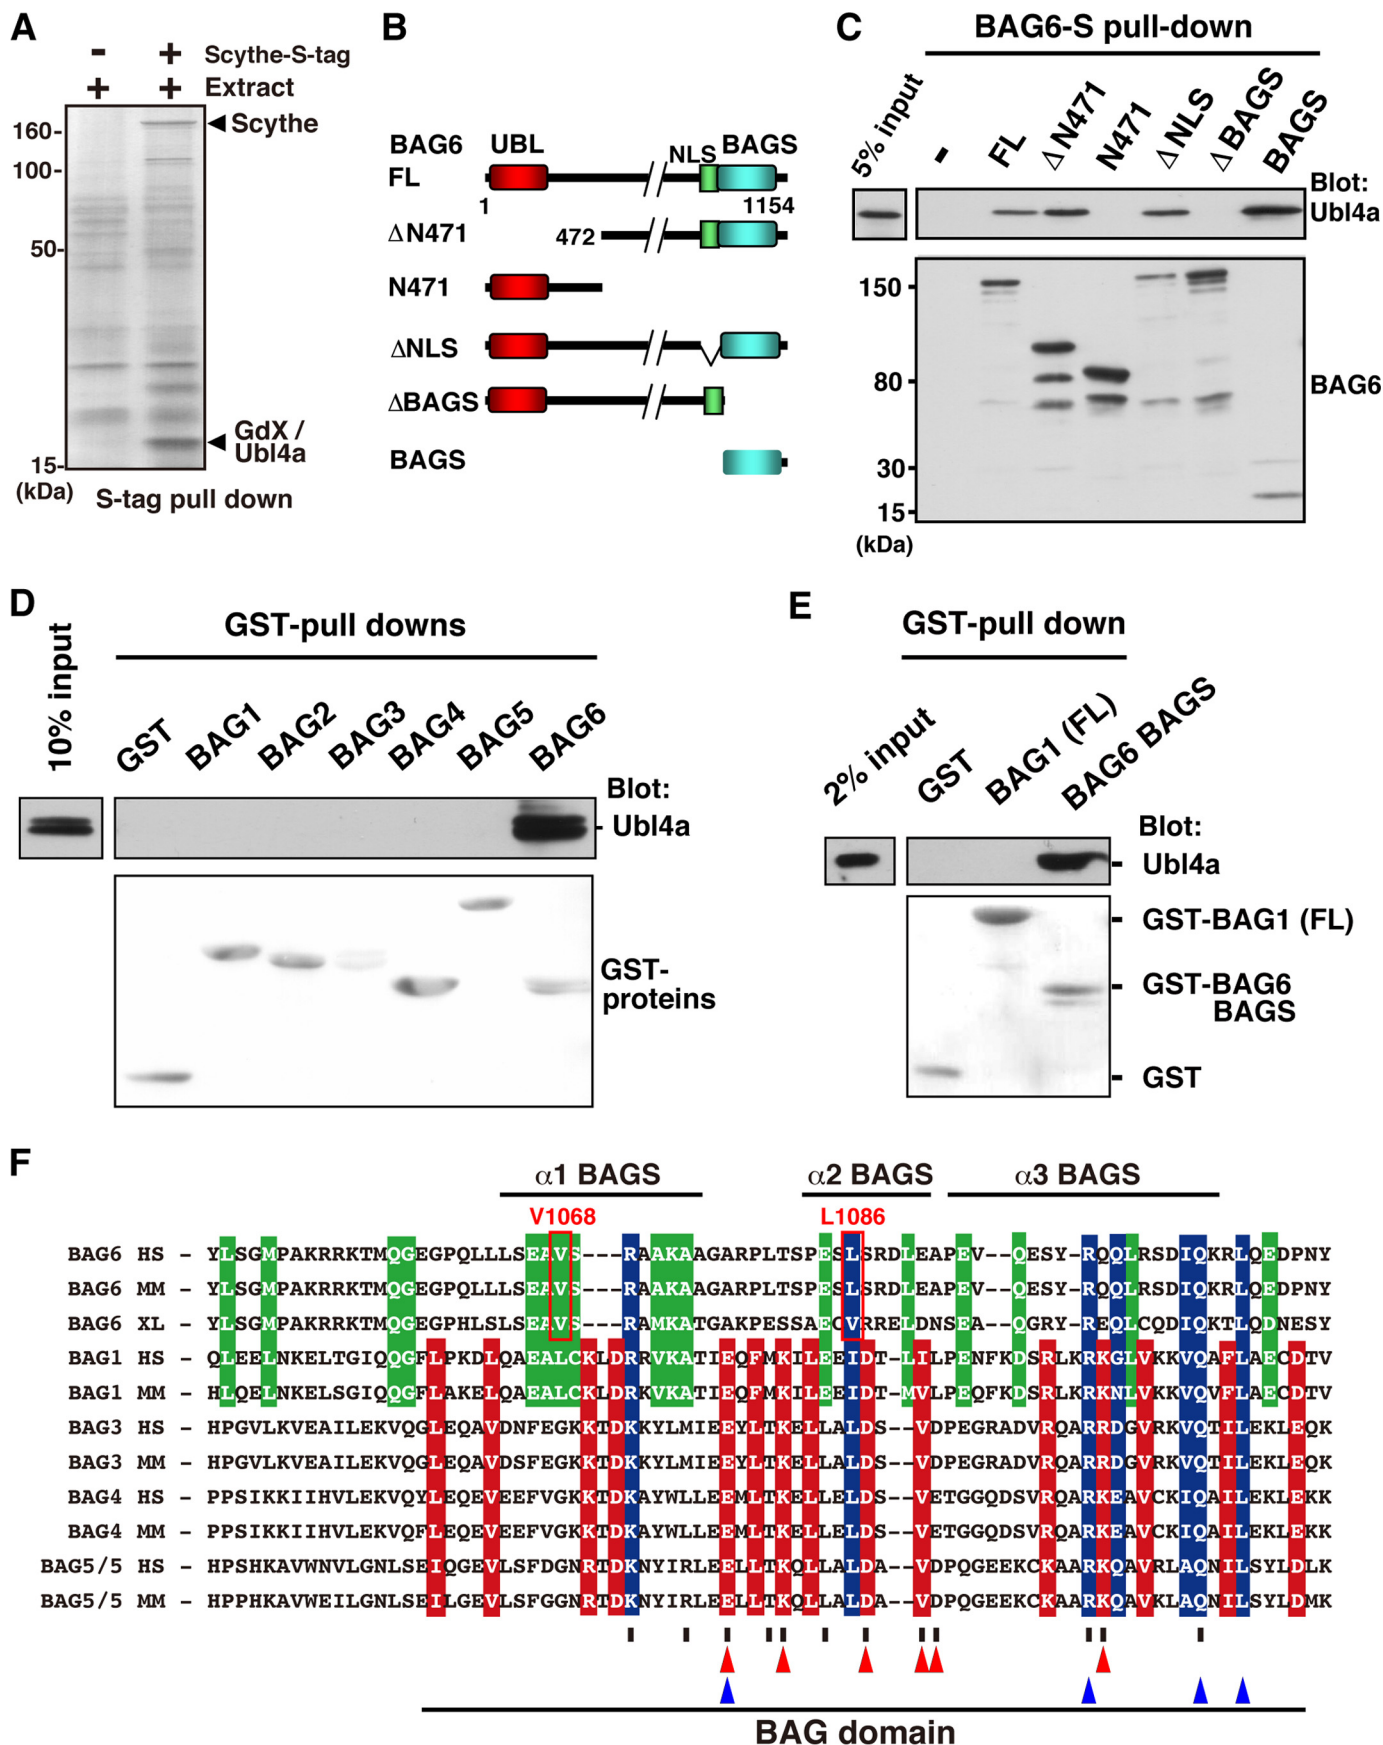 A
- + Scythe-S-tag
+ + Extract
160-
Scythe
100-
50-
GdX /
Ubl4a
15-
(kDa)
S-tag pull down
B
BAG6 UBL NLS BAGS
FL
1 1154
ΔN471 472
N471
ΔNLS
ΔBAGS
BAGS
C
BAG6-S pull-down
5% input - FL ΔN471 N471 ΔNLS ΔBAGS BAGS
Blot:
Ubl4a
150
80
BAG6
30
15
(kDa)
D
GST-pull downs
10% input GST BAG1 BAG2 BAG3 BAG4 BAG5 BAG6
Blot:
Ubl4a
GST-
proteins
E
GST-pull down
2% input GST BAG1 (FL) BAG6 BAGS
Blot:
Ubl4a
GST-BAG1 (FL)
GST-BAG6
BAGS
GST
F
α1 BAGS α2 BAGS α3 BAGS
V1068 L1086
BAG6 HS - YLSGMPAKRRKTMQGEGPQLLLSEAVS---RAAKAAGARPLTSPESLSRDLEAPEV--QESY-RQQLRSDIQKRLQEDPNY
BAG6 MM - YLSGMPAKRRKTMQGEGPQLLLSEAVS---RAAKAAGARPLTSPESLSRDLEAPEV--QESY-RQQLRSDIQKRLQEDPNY
BAG6 XL - YLSGMPAKRRKTMQGEGPHLSLSEAVS---RAMKATGAKPESSAECVRRELDNSEA--QGRY-REQLCQDIQKTLQDNESY
BAG1 HS - QLEELNKELTGIQQGFLPKDLQAEALCKLDRRVKATIEQFMKILEEIDT-LILPENFKDSRLKRKGLVKKVQAFLAECDTV
BAG1 MM - HLQELNKELSGIQQGFLAKELQAEALCKLDRKVKATIEQFMKILEEIDT-MVLPEQFKDSRLKRKNLVKKVQVFLAECDTV
BAG3 HS - HPGVLKVEAILEKVQGLEQAVDNFEGKKTDKKYLMIEEYLTKELLALDS--VDPEGRADVRQARRDGVRKVQTILEKLEQK
BAG3 MM - HPGVLKVEAILEKVQGLEQAVDSFEGKKTDKKYLMIEEYLTKELLALDS--VDPEGRADVRQARRDGVRKVQTILEKLEQK
BAG4 HS - PPSIKKIIHVLEKVQYLEQEVEEFVGKKTDKAYWLLEEMLTKELLELDS--VETGGQDSVRQARKEAVCKIQAILEKLEKK
BAG4 MM - PPSIKKIIHVLEKVQFLEQEVEEFVGKKTDKAYWLLEEMLTKELLELDS--VETGGQDSVRQARKEAVCKIQAILEKLEKK
BAG5/5 HS - HPSHKAVWNVLGNLSEIQGEVLSFDGNRTDKNYIRLEELLTKQLLALDA--VDPQGEEKCKAARKQAVRLAQNILSYLDLK
BAG5/5 MM - HPPHKAVWEILGNLSEILGEVLSFGGNRTDKNYIRLEELLTKQLLALDA--VDPQGEEKCKAARKQAVKLAQNILSYLDMK
BAG domain